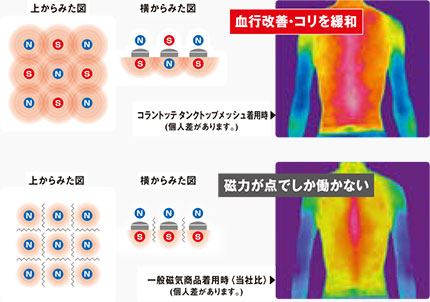 上からみた図
横からみた図
血行改善・コリを緩和
N S N
S N S
N S N
N S N
S N S
コラントッテ タンクトップメッシュ着用時
(個人差があります。)
上からみた図
横からみた図
磁力が点でしか働かない
N N N
N N N
N N N
N N N
S S S
一般磁気商品着用時(当社比)
(個人差があります。)